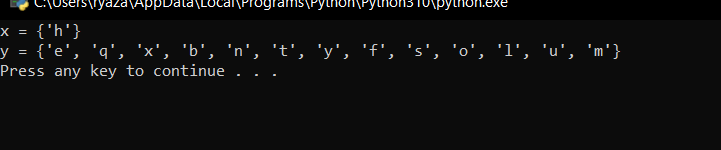 C:\Users\ryaza\AppData\Local\Programs\Python\Python310\python.exe
x = {'h'}
y = {'e', 'q', 'x', 'b', 'n', 't', 'y', 'f', 's', 'o', 'l', 'u', 'm'}
Press any key to continue . . .